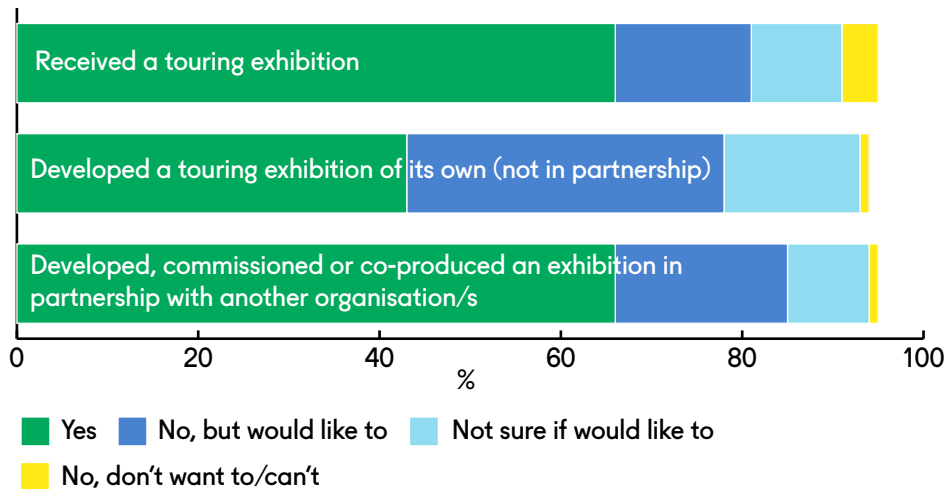 Received a touring exhibition
Developed a touring exhibition of its own (not in partnership)
Developed, commissioned or co-produced an exhibition in
partnership with another organisation/s
0 20 40 60 80 100
%
Yes No, but would like to Not sure if would like to
No, don't want to/can't